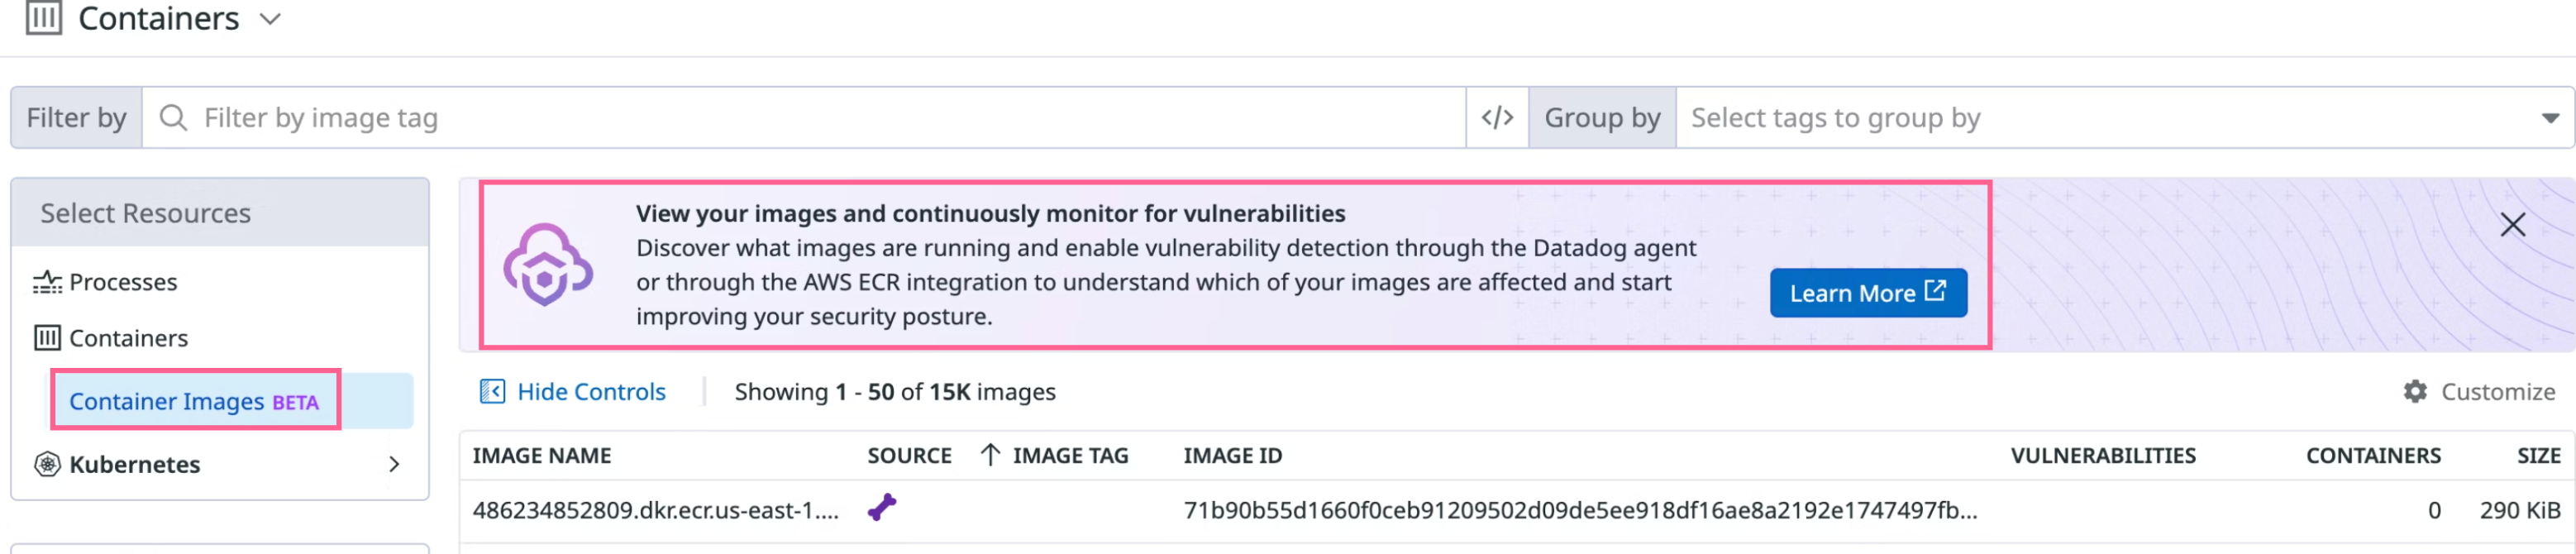 Containers
Filter by
Filter by image tag
</>
Group by
Select tags to group by
Select Resources
Processes
Containers
Container Images BETA
Kubernetes
View your images and continuously monitor for vulnerabilities
Discover what images are running and enable vulnerability detection through the Datadog agent
or through the AWS ECR integration to understand which of your images are affected and start
improving your security posture.
Learn More
Hide Controls
Showing 1 - 50 of 15K images
Customize
IMAGE NAME SOURCE IMAGE TAG IMAGE ID VULNERABILITIES CONTAINERS SIZE
486234852809.dkr.ecr.us-east-1.... 71b90b55d1660f0ceb91209502d09de5ee918df16ae8a2192e1747497fb... 0 290 KiB